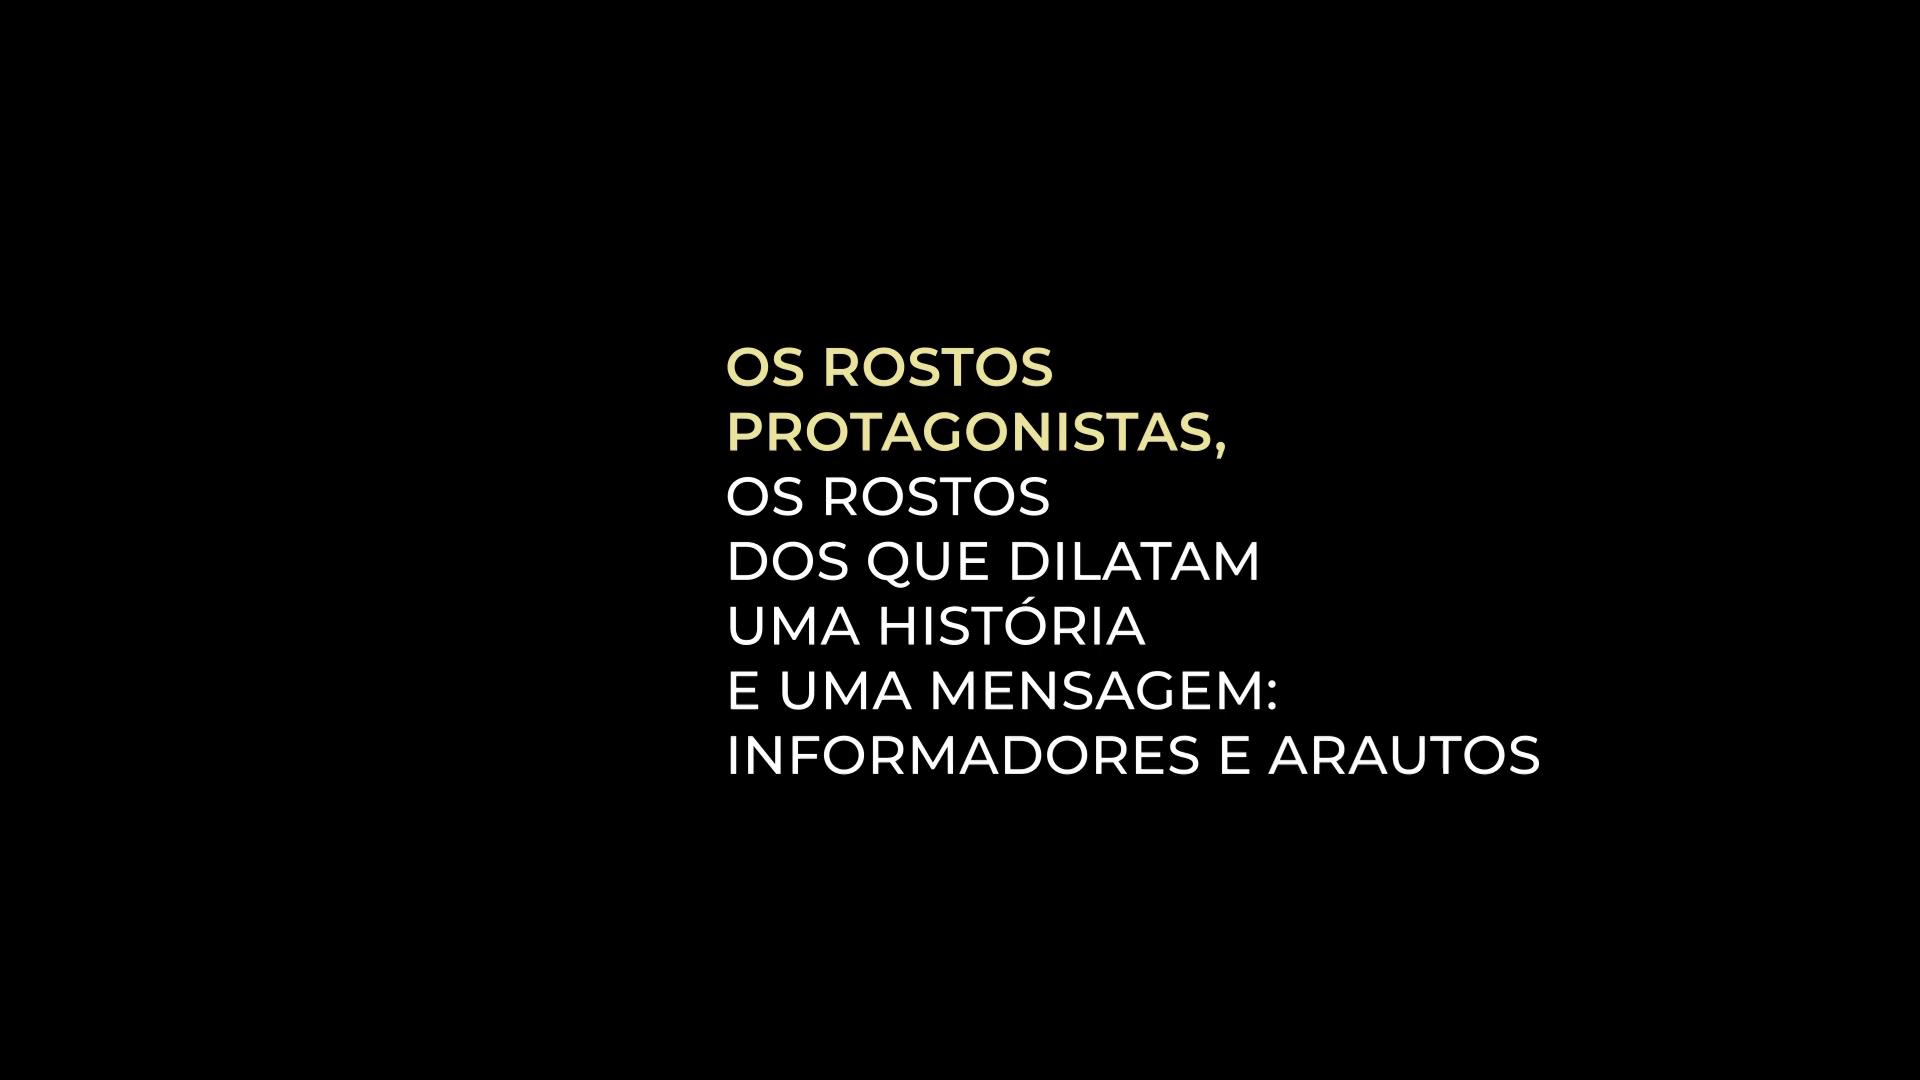 OS ROSTOS
PROTAGONISTAS,
OS ROSTOS
DOS QUE DILATAM
UMA HISTÓRIA
E UMA MENSAGEM:
INFORMADORES E ARAUTOS